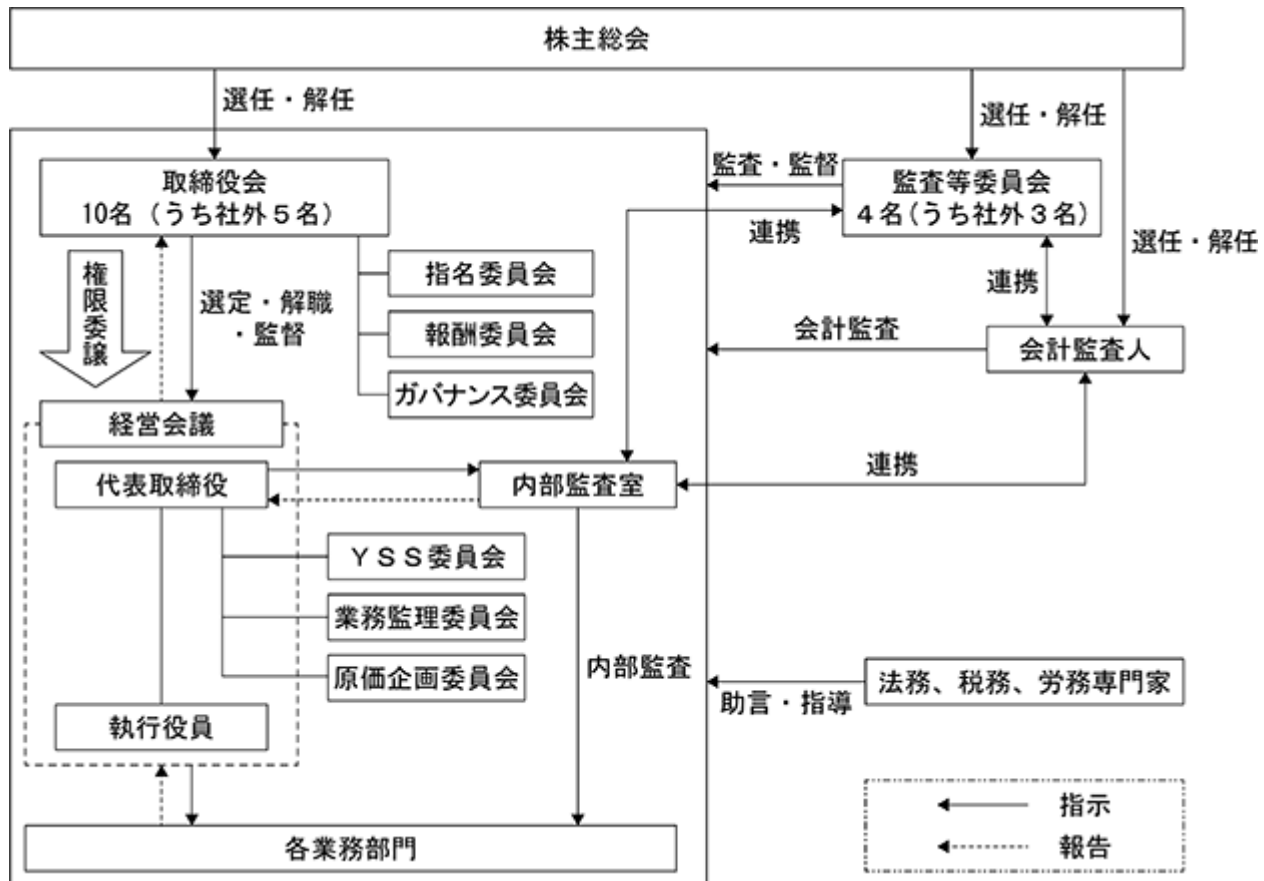 株主総会
選任・解任
選任・解任
選任・解任
取締役会
10名（うち社外５名）
監査・監督
監査等委員会
４名（うち社外３名）
連携
連携
権限委譲
選定・解職
・監督
指名委員会
報酬委員会
ガバナンス委員会
会計監査
会計監査人
経営会議
代表取締役
内部監査室
連携
ＹＳＳ委員会
業務監理委員会
原価企画委員会
内部監査
法務、税務、労務専門家
助言・指導
執行役員
各業務部門
指示
報告